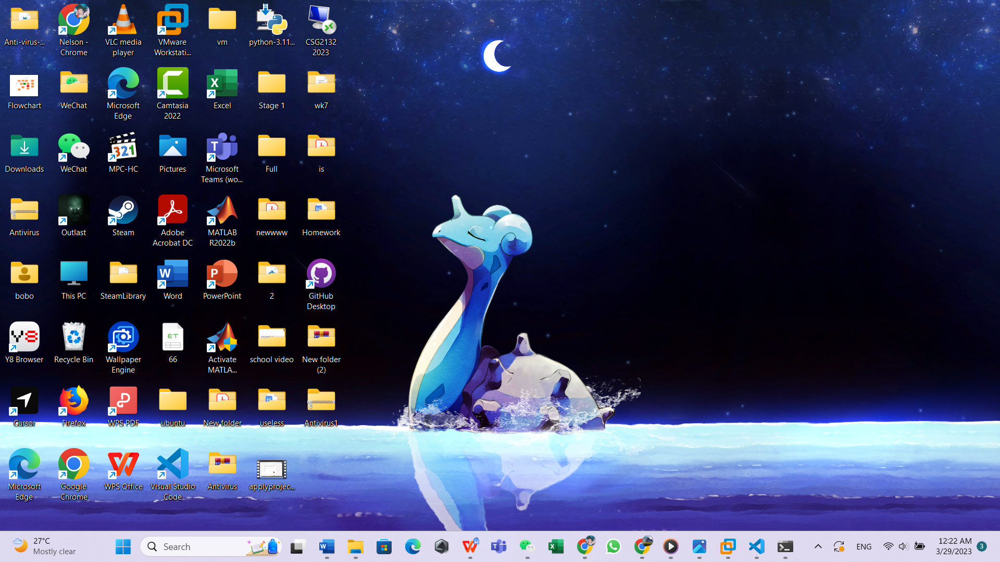 Anti-virus-...
Nelson -
Chrome
VLC media
player
VMware
Workstati...
vm
python-3.11...
CSG2132
2023
Flowchart
WeChat
Microsoft
Edge
Camtasia
2022
Excel
Stage 1
wk7
Downloads
WeChat
321
MPC-HC
Pictures
Microsoft
Teams (wo...
Full
is
Antivirus
Outlast
Steam
Adobe
Acrobat DC
MATLAB
R2022b
newwww
Homework
bobo
This PC
SteamLibrary
Word
PowerPoint
2
GitHub
Desktop
Y8
Y8 Browser
Recycle Bin
Wallpaper
Engine
ET
66
Activate
MATLA...
school video
New folder
(2)
Cursor
Firefox
WPS PDF
ubuntu
New folder
useless
Antivirus1
Microsoft
Edge
Google
Chrome
WPS Office
Visual Studio
Code
Antivirus
applyprojec...
27°C
Mostly clear
Search
ENG
12:22 AM
3/29/2023
3